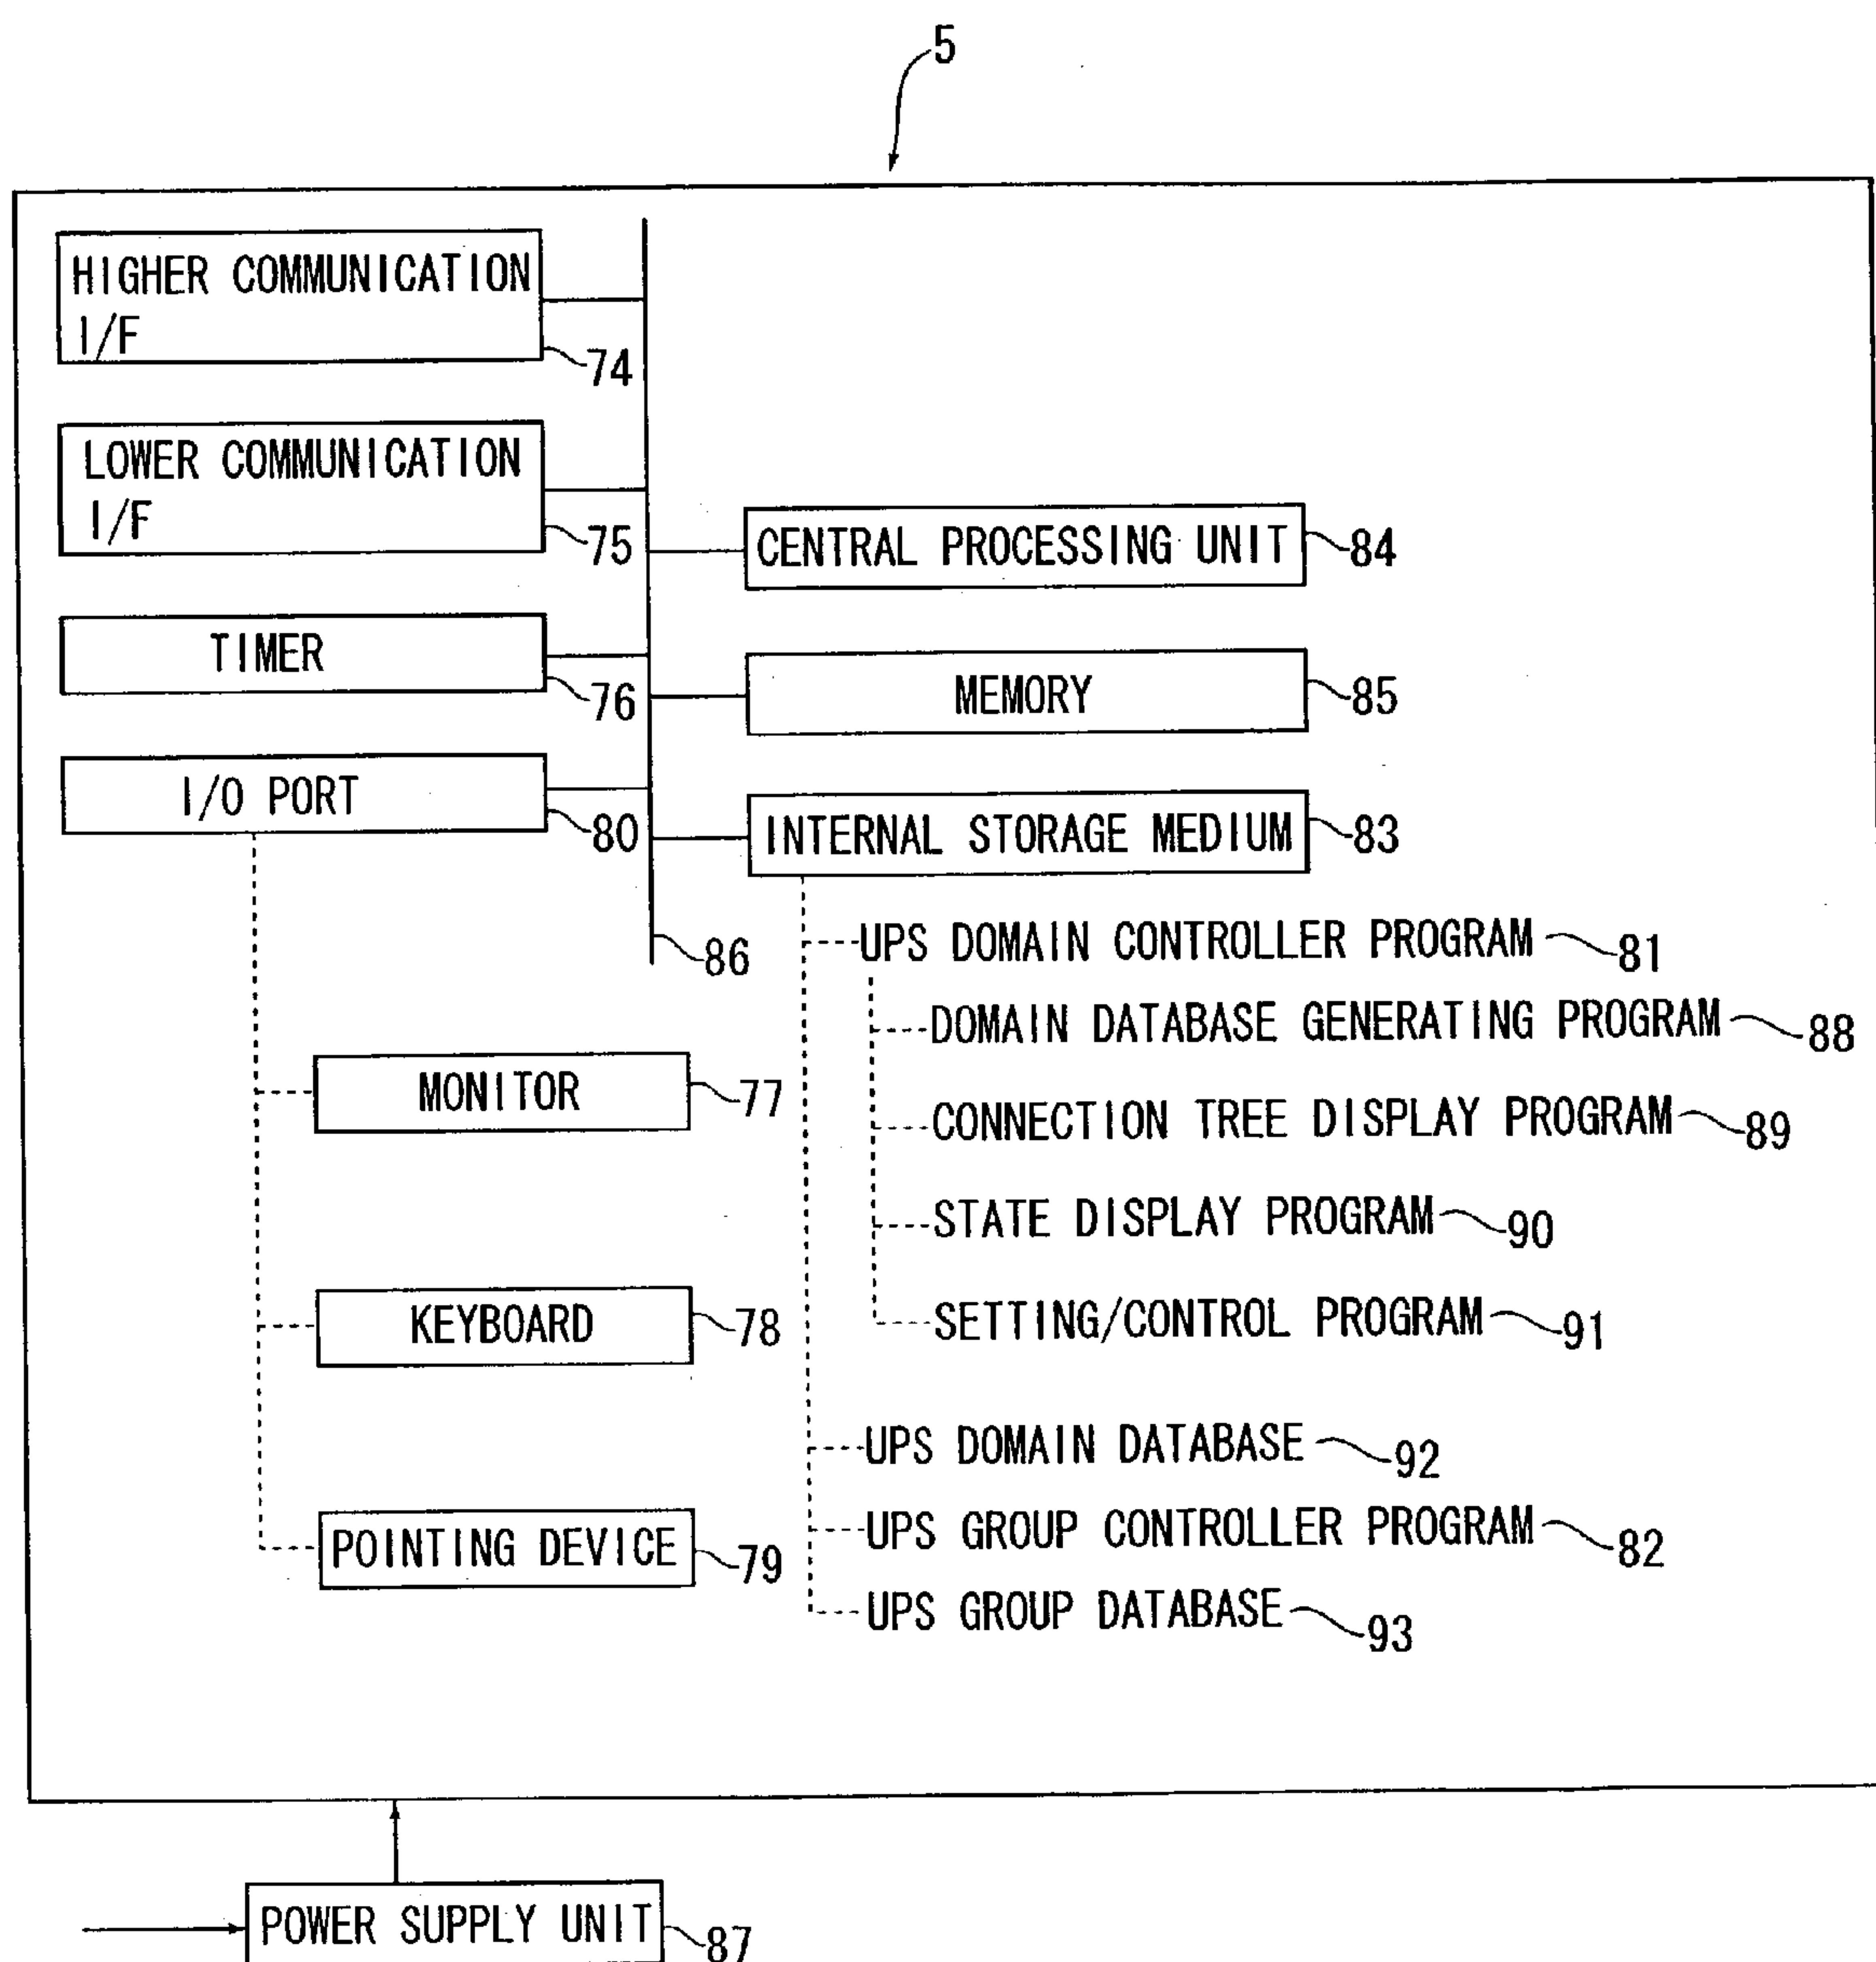 5
HIGHER COMMUNICATION
I/F
74
LOWER COMMUNICATION
I/F
75
TIMER
76
I/O PORT
80
CENTRAL PROCESSING UNIT
84
MEMORY
85
INTERNAL STORAGE MEDIUM
83
86
UPS DOMAIN CONTROLLER PROGRAM 81
DOMAIN DATABASE GENERATING PROGRAM 88
CONNECTION TREE DISPLAY PROGRAM 89
STATE DISPLAY PROGRAM 90
SETTING/CONTROL PROGRAM 91
UPS DOMAIN DATABASE 92
UPS GROUP CONTROLLER PROGRAM 82
UPS GROUP DATABASE 93
MONITOR
77
KEYBOARD
78
POINTING DEVICE
79
POWER SUPPLY UNIT
87